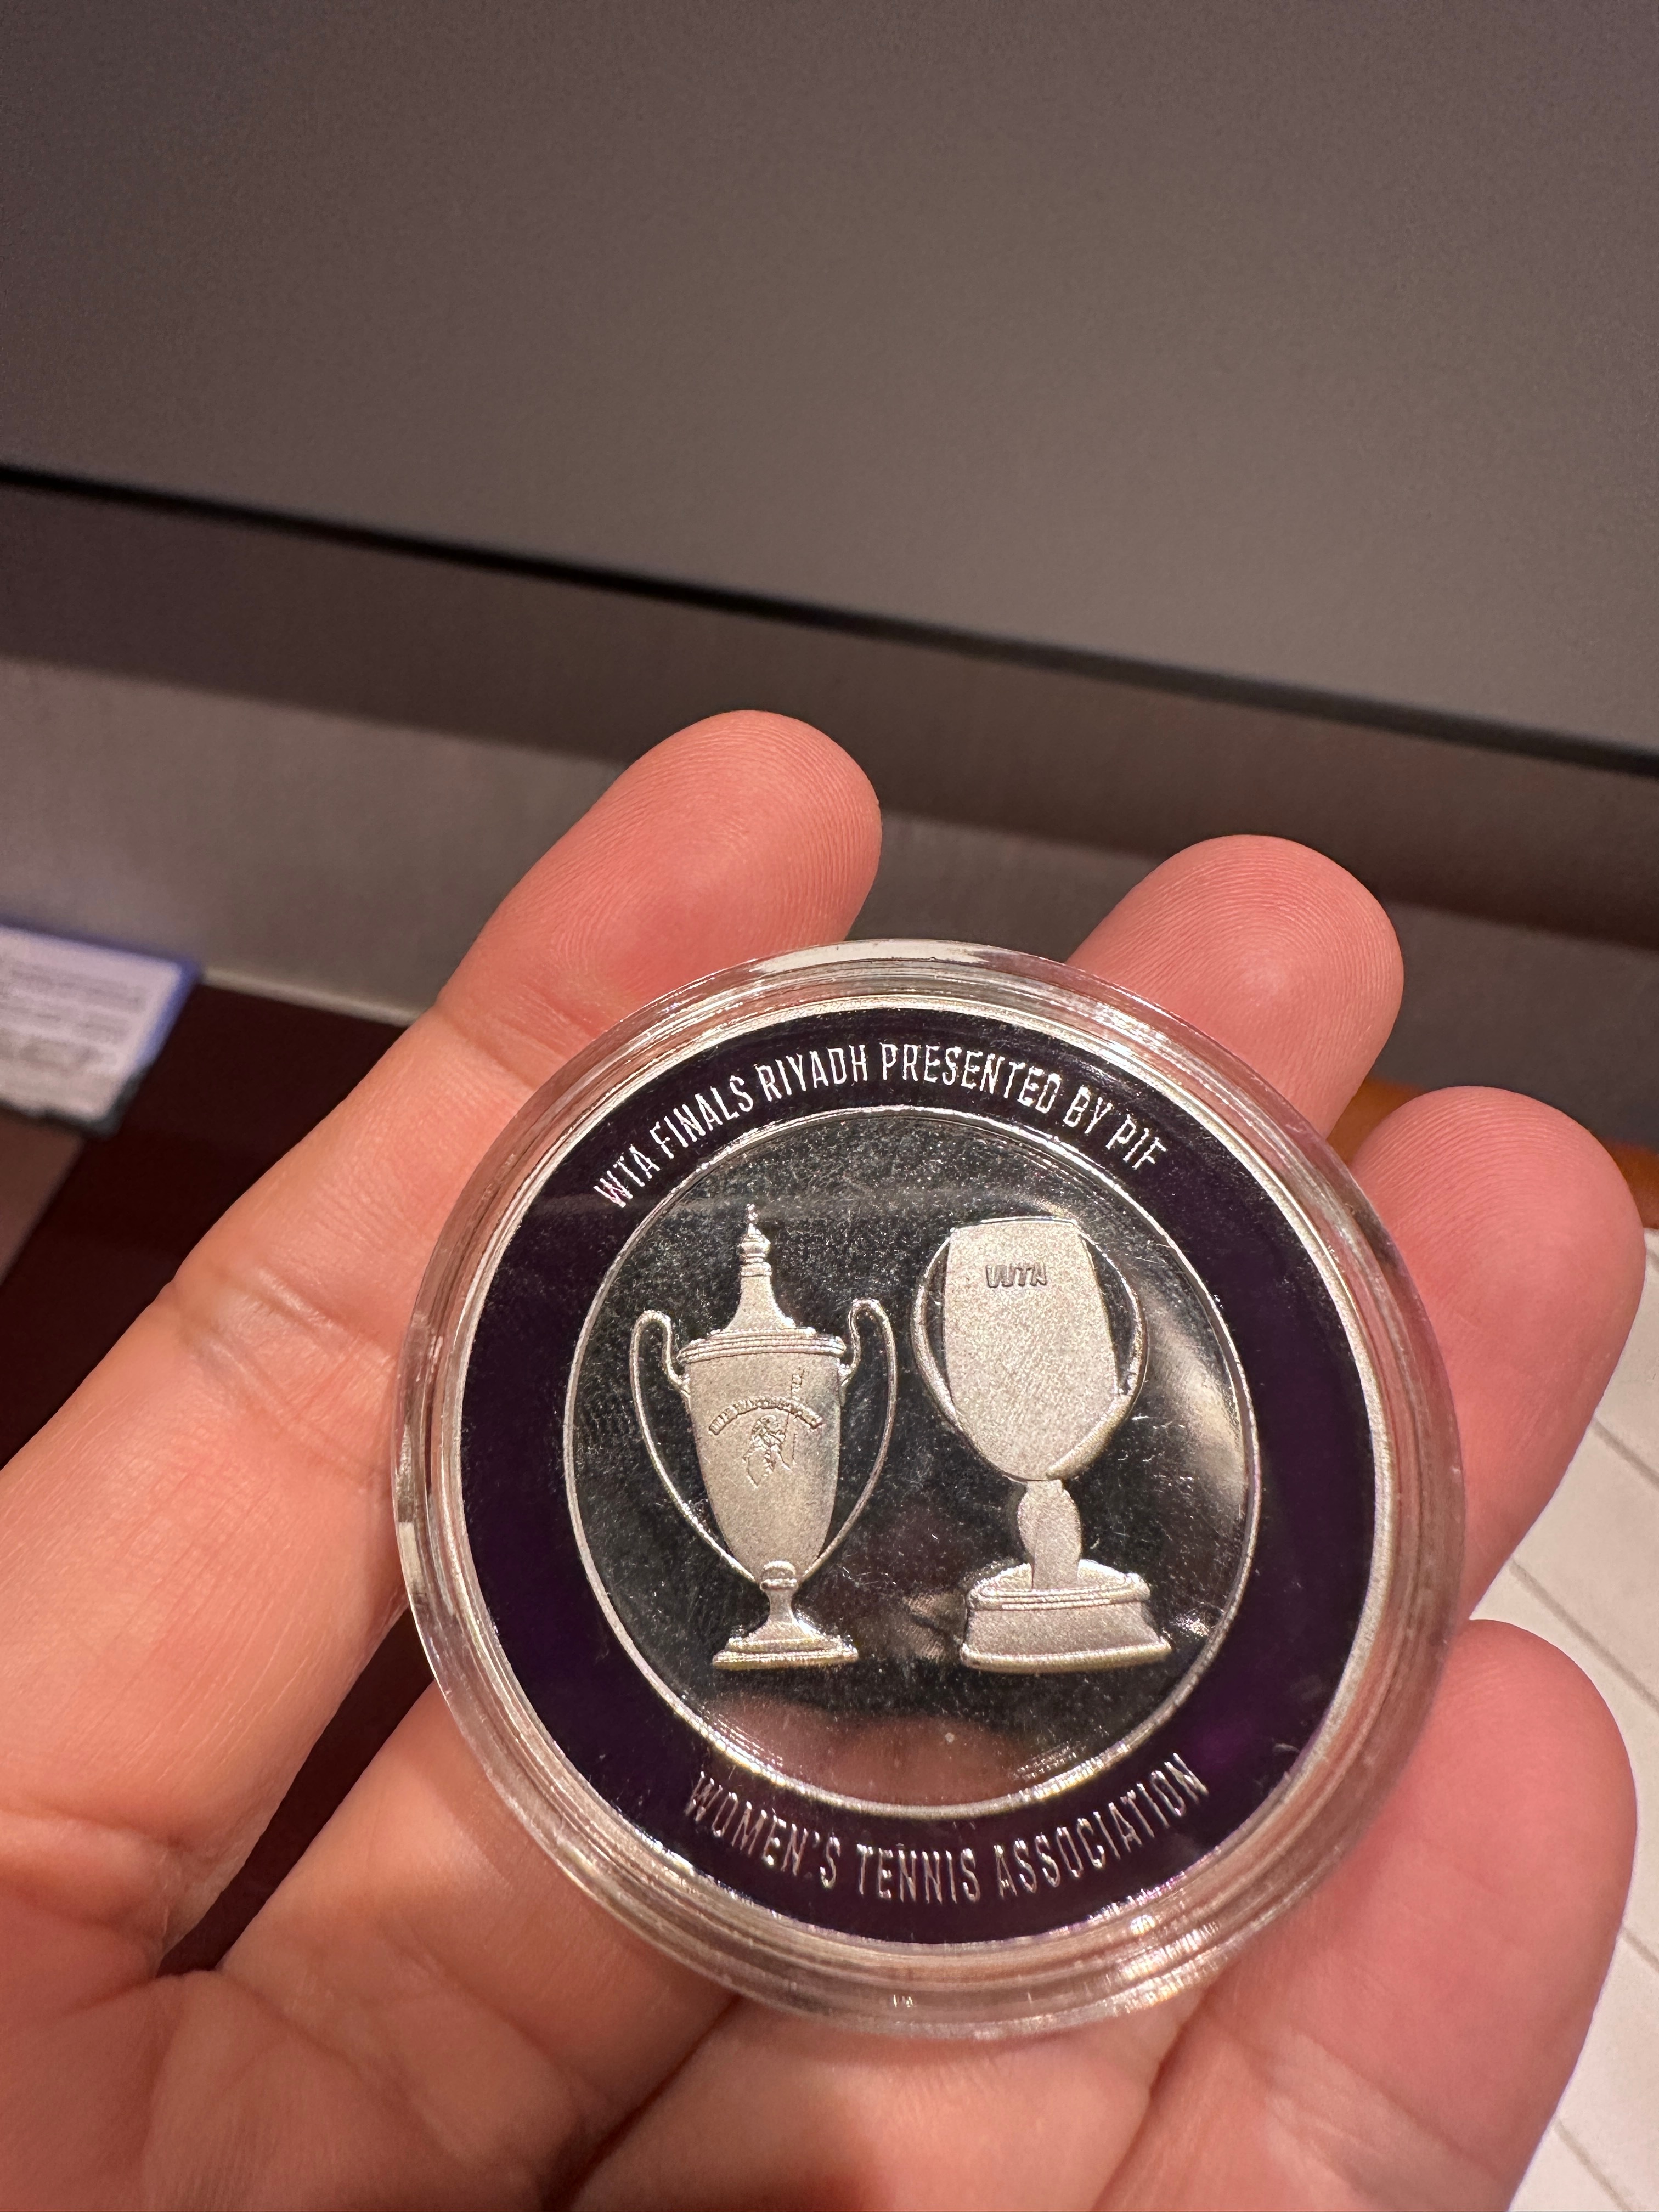 WTA FINALS RIYADH PRESENTED BY PIF
WTA
WOMEN'S TENNIS ASSOCIATION